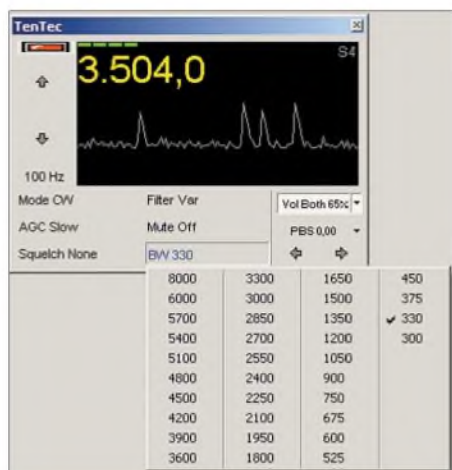 TenTec
S4
3.504,0
100 Hz
Mode CW Filter Var Vol Both 65%
AGC Slow Mute Off PBS 0,00
Squelch None BW 330
8000 3300 1650 450
6000 3000 1500 375
5700 2850 1350 330
5400 2700 1200 300
5100 2550 1050
4800 2400 900
4500 2250 750
4200 2100 675
3900 1950 600
3600 1800 525